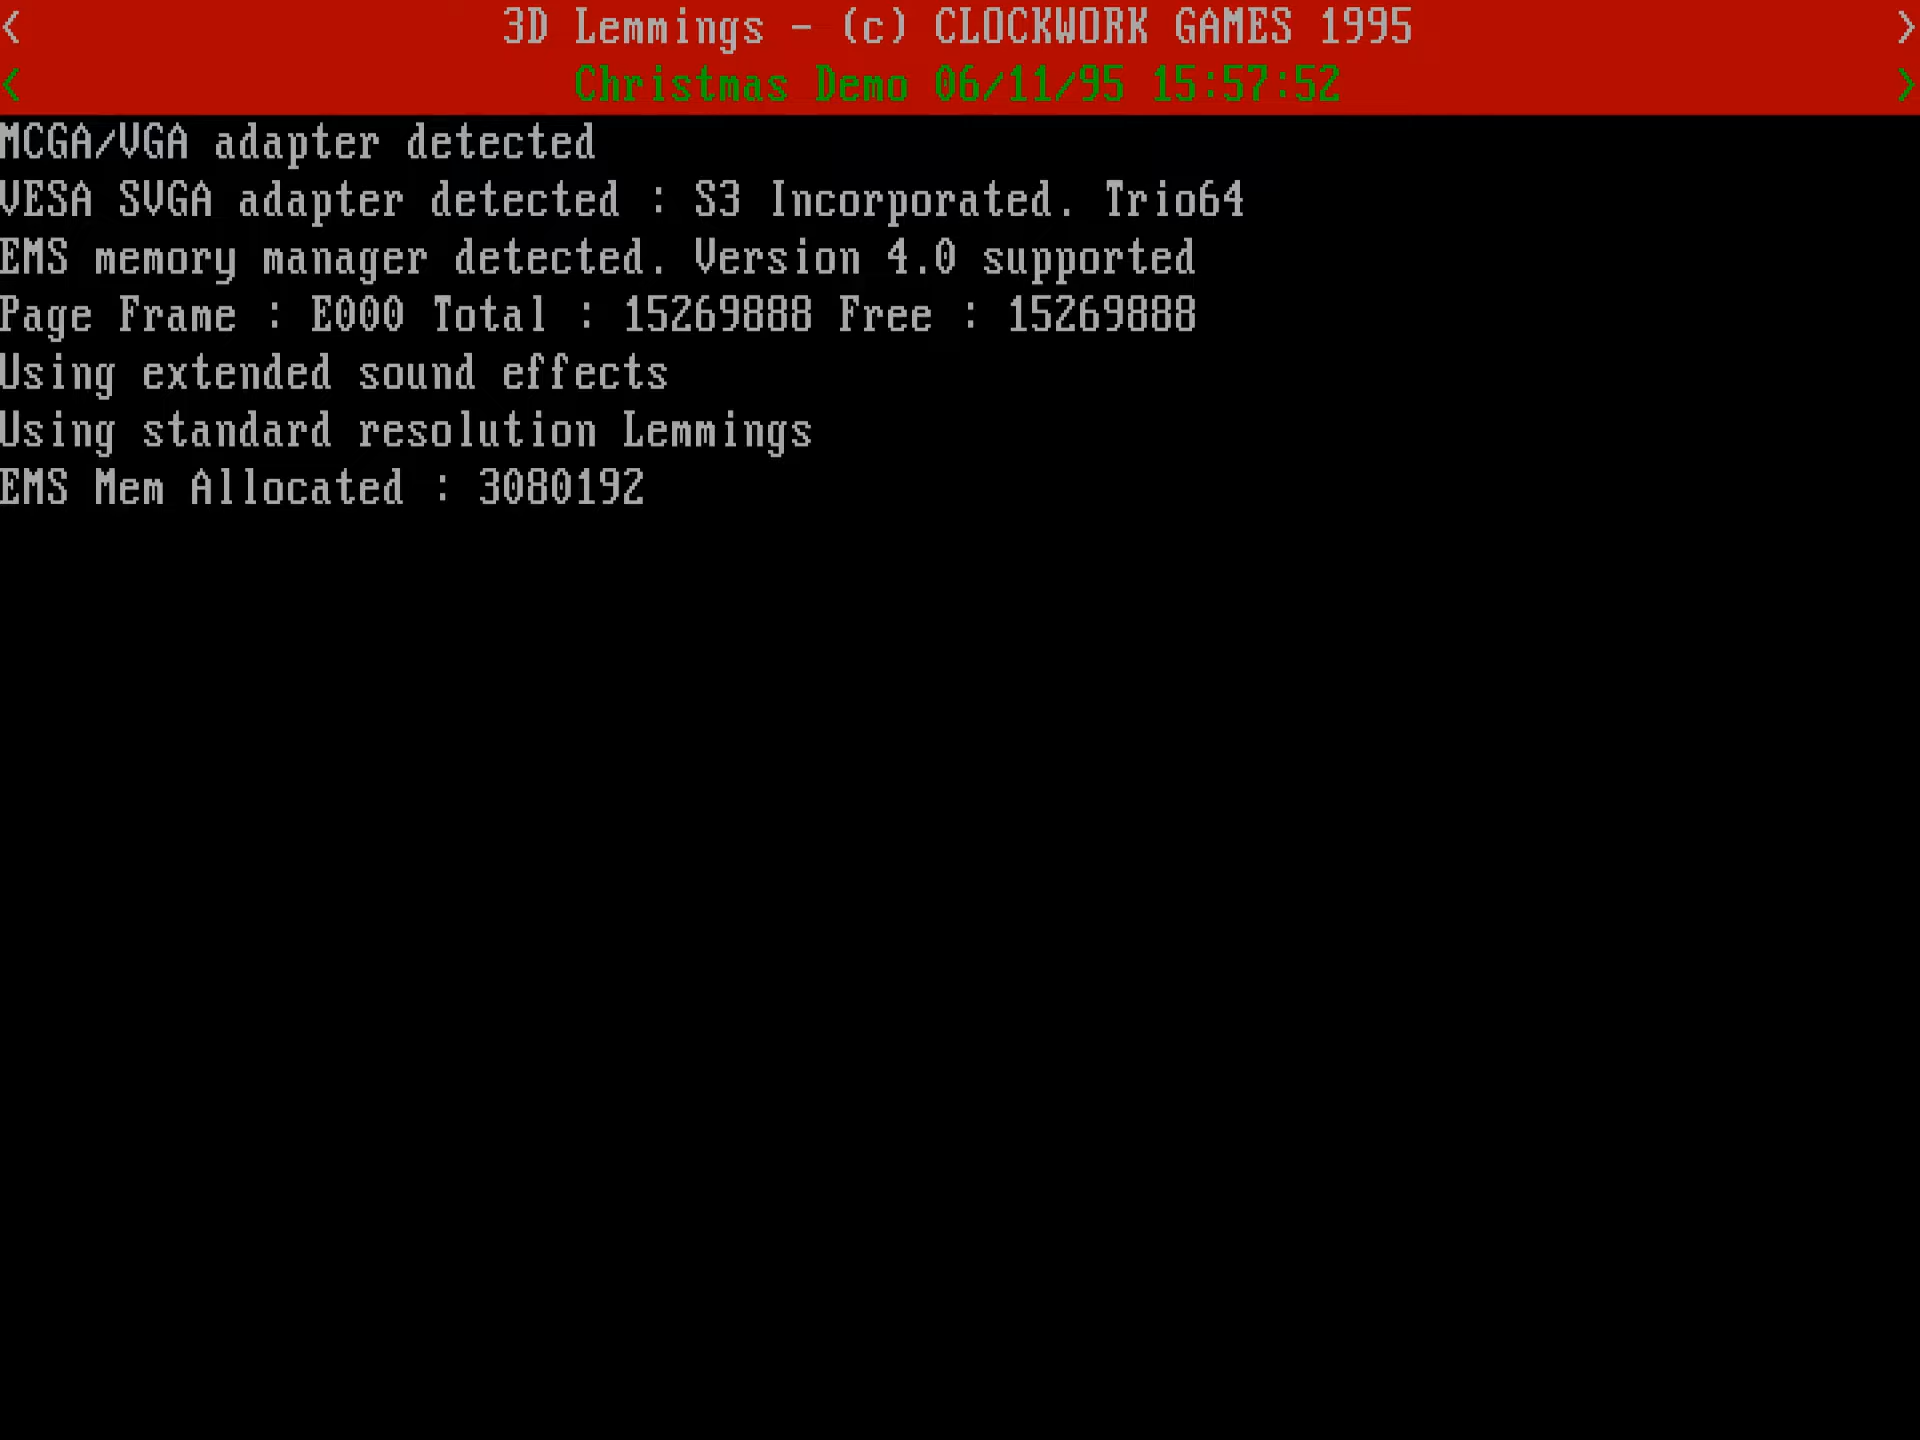 < 3D Lemmings - (c) CLOCKWORK GAMES 1995 >
< Christmas Demo 06/11/95 15:57:52 >
MCGA/VGA adapter detected
VESA SVGA adapter detected : S3 Incorporated. Trio64
EMS memory manager detected. Version 4.0 supported
Page Frame : E000 Total : 15269888 Free : 15269888
Using extended sound effects
Using standard resolution Lemmings
EMS Mem Allocated : 3080192